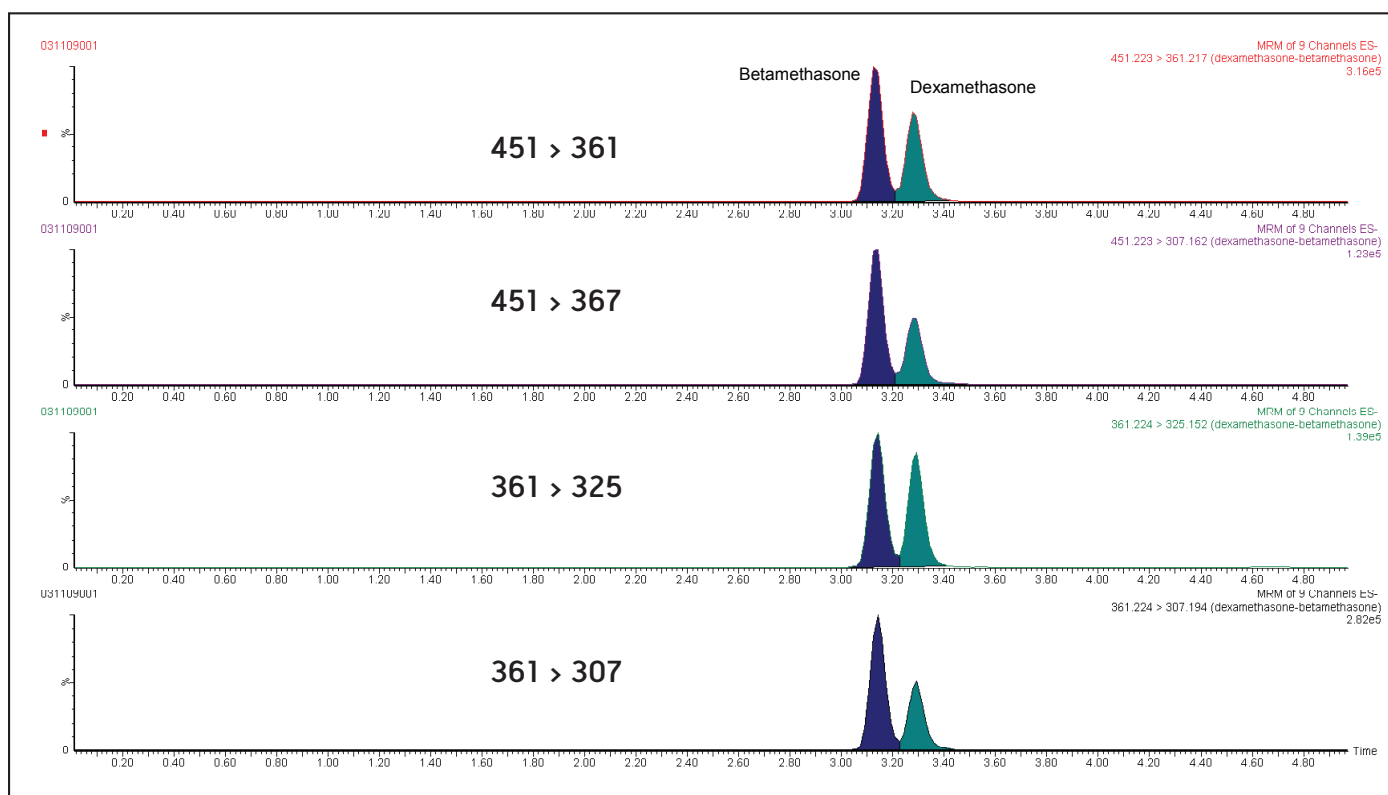 031109001
MRM of 9 Channels ES-
451.223 > 361.217 (dexamethasone-betamethasone)
3.16e5
Betamethasone
Dexamethasone
451 > 361
%
0
0.20 0.40 0.60 0.80 1.00 1.20 1.40 1.60 1.80 2.00 2.20 2.40 2.60 2.80 3.00 3.20 3.40 3.60 3.80 4.00 4.20 4.40 4.60 4.80
031109001
MRM of 9 Channels ES-
451.223 > 307.162 (dexamethasone-betamethasone)
1.23e5
451 > 367
%
0
0.20 0.40 0.60 0.80 1.00 1.20 1.40 1.60 1.80 2.00 2.20 2.40 2.60 2.80 3.00 3.20 3.40 3.60 3.80 4.00 4.20 4.40 4.60 4.80
031109001
MRM of 9 Channels ES-
361.224 > 325.152 (dexamethasone-betamethasone)
1.39e5
361 > 325
%
0
0.20 0.40 0.60 0.80 1.00 1.20 1.40 1.60 1.80 2.00 2.20 2.40 2.60 2.80 3.00 3.20 3.40 3.60 3.80 4.00 4.20 4.40 4.60 4.80
031109001
MRM of 9 Channels ES-
361.224 > 307.194 (dexamethasone-betamethasone)
2.82e5
361 > 307
%
0
Time
0.20 0.40 0.60 0.80 1.00 1.20 1.40 1.60 1.80 2.00 2.20 2.40 2.60 2.80 3.00 3.20 3.40 3.60 3.80 4.00 4.20 4.40 4.60 4.80